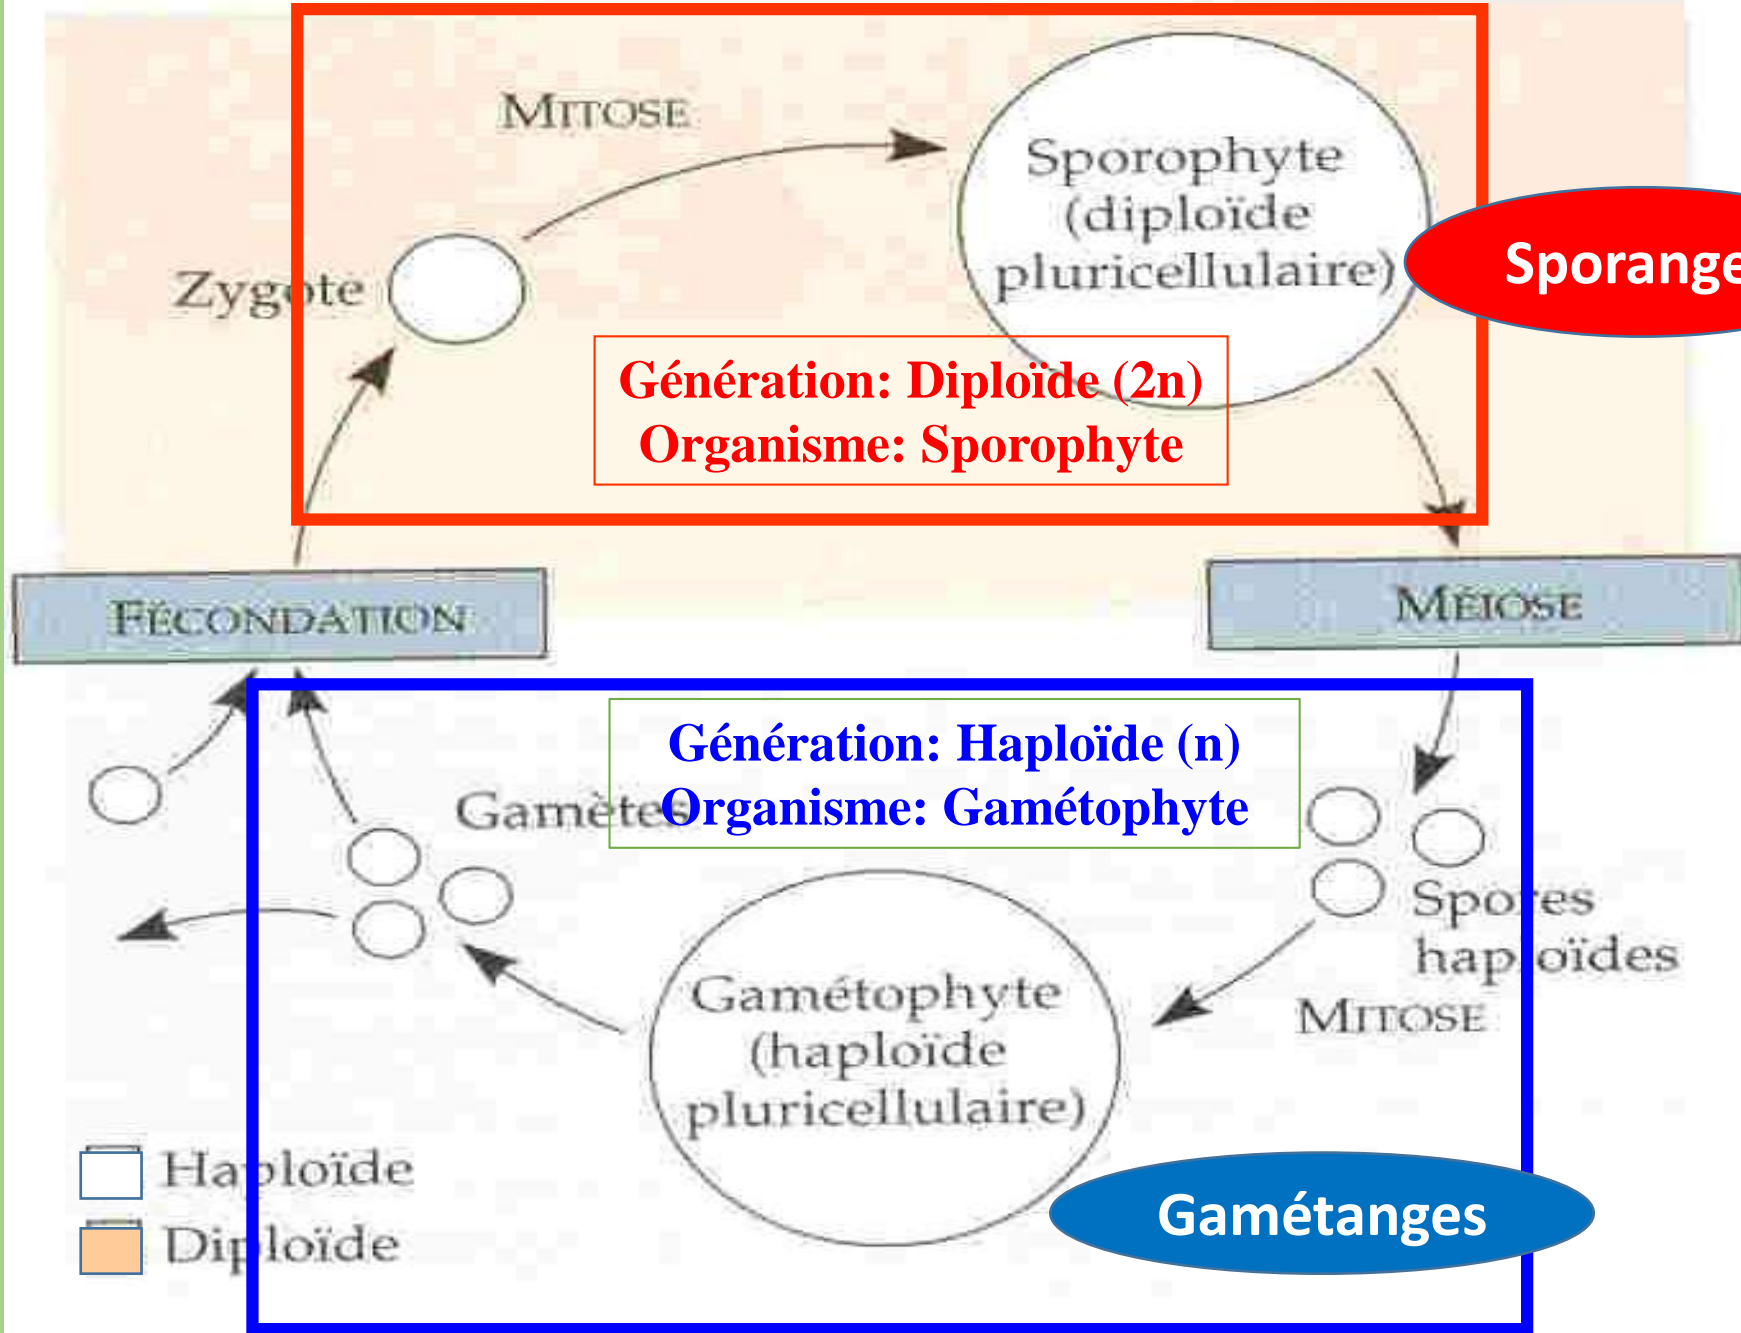 MITOSE
Sporophyte
(diploïde
pluricellulaire)
Sporange
Zygote
Génération: Diploïde (2n)
Organisme: Sporophyte
FÉCONDATION
MÉIOSE
Génération: Haploïde (n)
Organisme: Gamétophyte
Gamètes
Spores
haploïdes
MITOSE
Gamétophyte
(haploïde
pluricellulaire)
Haploïde
Diploïde
Gamétanges